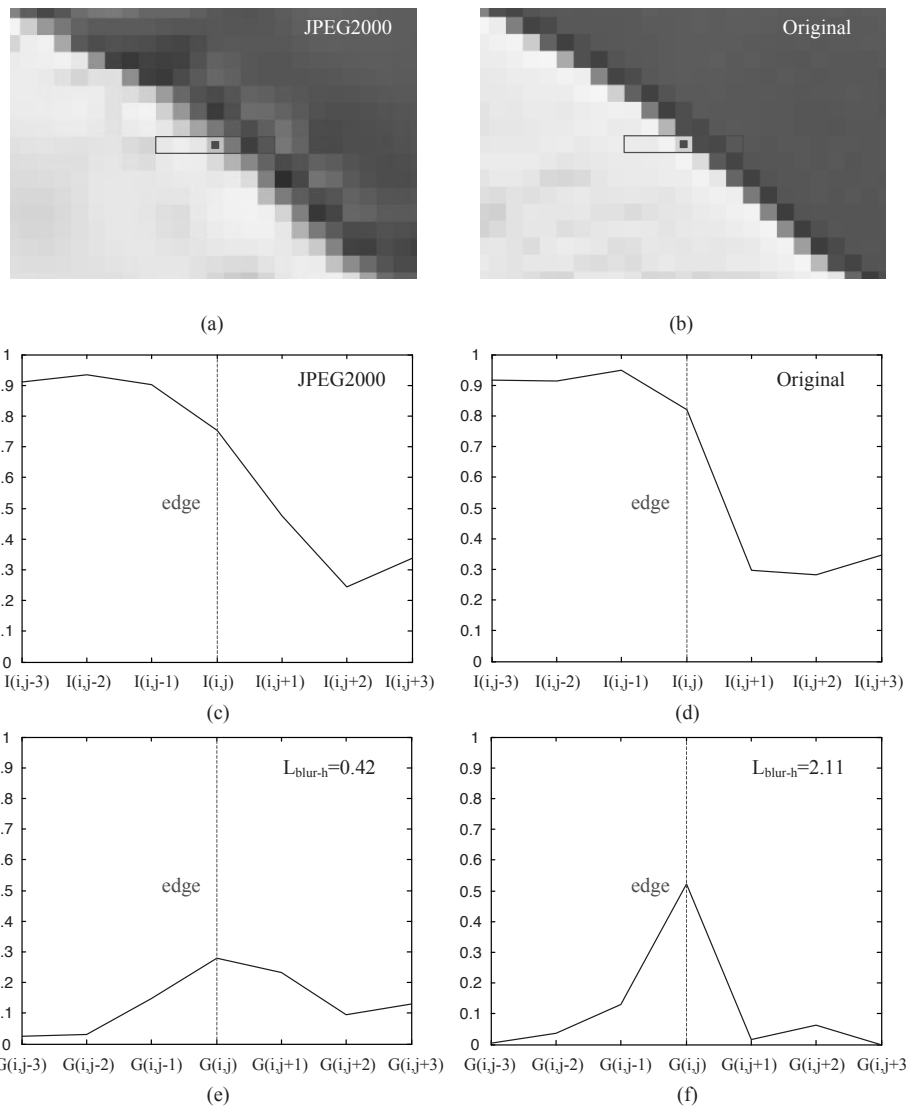 JPEG2000
Original
(a)
(b)
1
.9
.8
.7
.6
.5
.4
.3
.2
.1
0
JPEG2000
edge
I(i,j-3) I(i,j-2) I(i,j-1) I(i,j) I(i,j+1) I(i,j+2) I(i,j+3)
(c)
1
0.9
0.8
0.7
0.6
0.5
0.4
0.3
0.2
0.1
0
Original
edge
I(i,j-3) I(i,j-2) I(i,j-1) I(i,j) I(i,j+1) I(i,j+2) I(i,j+3)
(d)
1
.9
.8
.7
.6
.5
.4
.3
.2
.1
0
Lblur-h=0.42
edge
G(i,j-3) G(i,j-2) G(i,j-1) G(i,j) G(i,j+1) G(i,j+2) G(i,j+3)
(e)
1
0.9
0.8
0.7
0.6
0.5
0.4
0.3
0.2
0.1
0
Lblur-h=2.11
edge
G(i,j-3) G(i,j-2) G(i,j-1) G(i,j) G(i,j+1) G(i,j+2) G(i,j+3
(f)